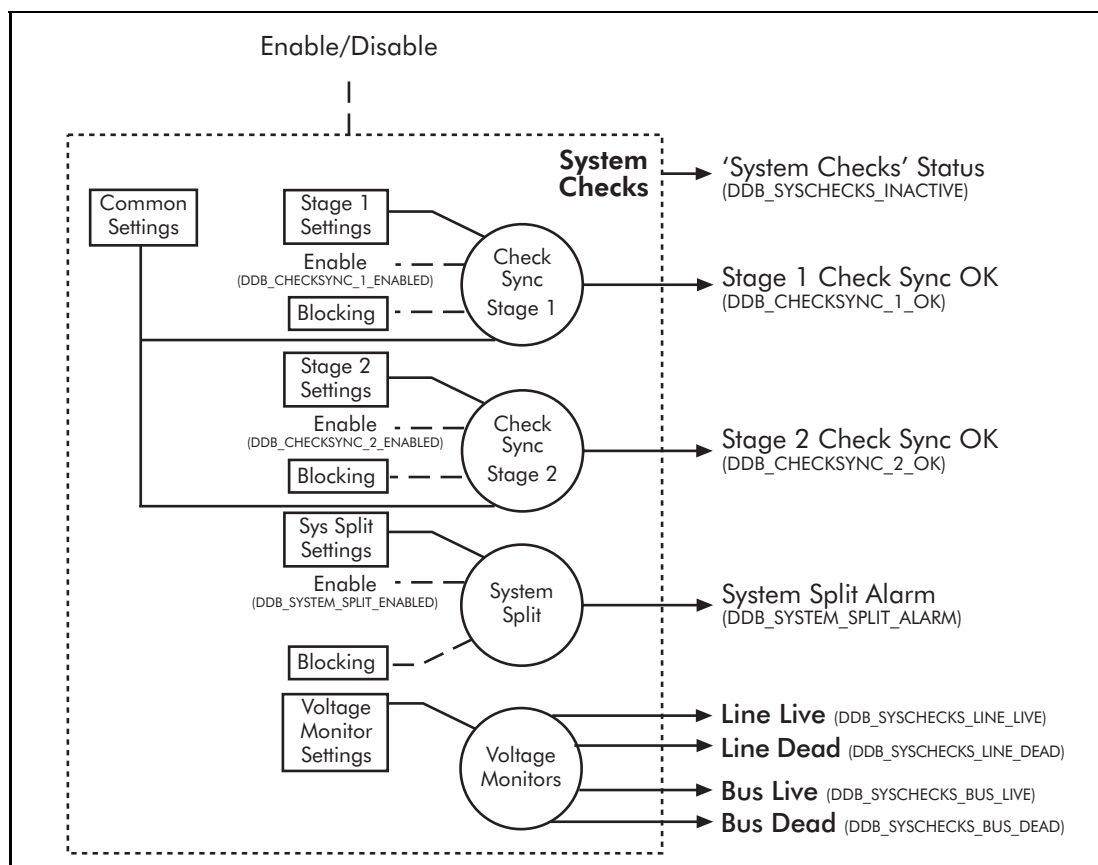 Enable/Disable
System
Checks
'System Checks' Status
(DDB_SYSCHECKS_INACTIVE)
Common
Settings
Stage 1
Settings
Enable
(DDB_CHECKSYNC_1_ENABLED)
Blocking
Check
Sync
Stage 1
Stage 1 Check Sync OK
(DDB_CHECKSYNC_1_OK)
Stage 2
Settings
Enable
(DDB_CHECKSYNC_2_ENABLED)
Blocking
Check
Sync
Stage 2
Stage 2 Check Sync OK
(DDB_CHECKSYNC_2_OK)
Sys Split
Settings
Enable
(DDB_SYSTEM_SPLIT_ENABLED)
Blocking
System
Split
System Split Alarm
(DDB_SYSTEM_SPLIT_ALARM)
Voltage
Monitor
Settings
Voltage
Monitors
Line Live (DDB_SYSCHECKS_LINE_LIVE)
Line Dead (DDB_SYSCHECKS_LINE_DEAD)
Bus Live (DDB_SYSCHECKS_BUS_LIVE)
Bus Dead (DDB_SYSCHECKS_BUS_DEAD)